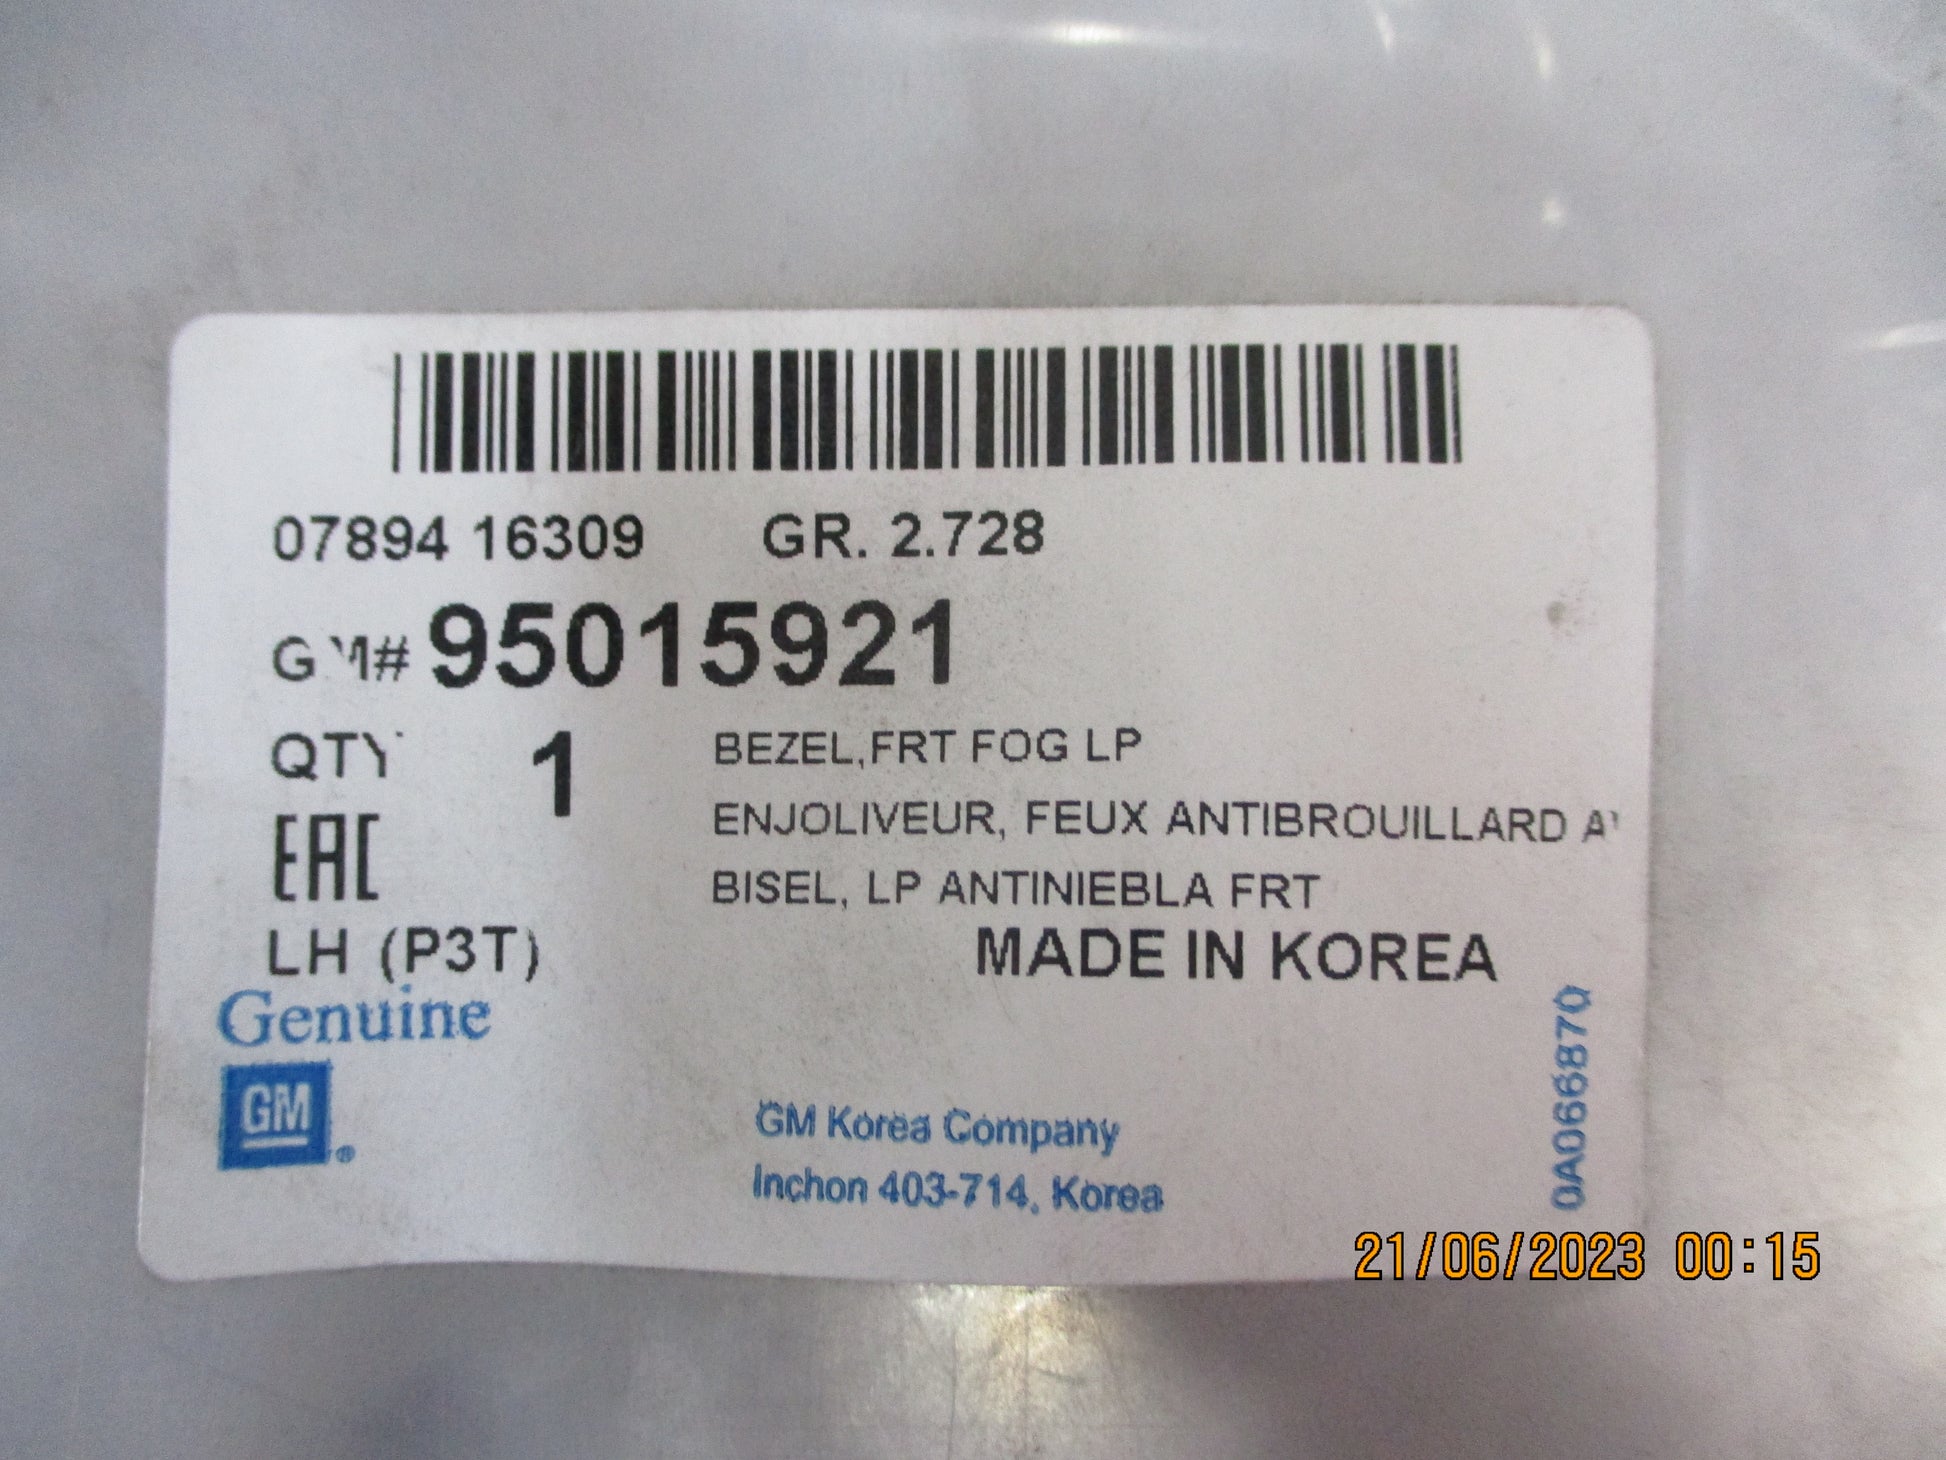 07894 16309 GR. 2.728
GM# 95015921
QTY 1 BEZEL,FRT FOG LP
ENJOLIVEUR, FEUX ANTIBROUILLARD AV
EAC BISEL, LP ANTINIEBLA FRT
LH (P3T) MADE IN KOREA
Genuine
GM®
GM Korea Company
Inchon 403-714, Korea
0A066870
21/06/2023 00:15